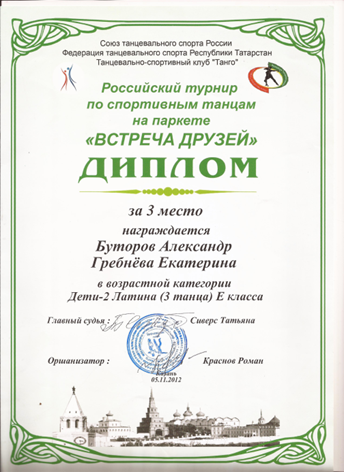 Союз танцевального спорта России
Федерация танцевального спорта Республики Татарстан
Танцевально-спортивный клуб "Танго"
Российский турнир
по спортивным танцам
на паркете
«ВСТРЕЧА ДРУЗЕЙ»
ДИПЛОМ
за 3 место
награждается
Буторов Александр
Гребнёва Екатерина
в возрастной категории
Дети-2 Латина (3 танца) Е класса
Главный судья : Сиверс Татьяна
Оршанизатор : Краснов Роман
Казань
05.11.2012